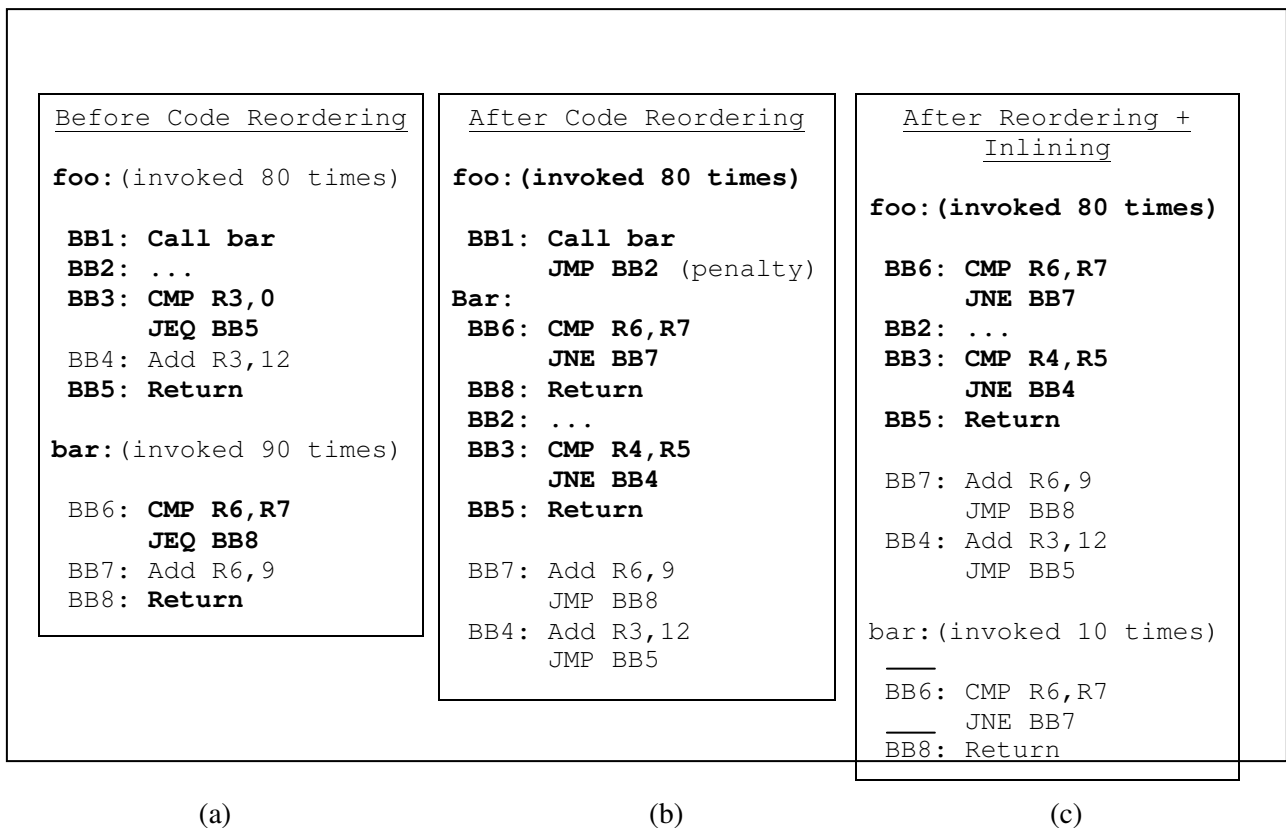 Before Code Reordering
foo:(invoked 80 times)
BB1: Call bar
BB2: ...
BB3: CMP R3,0
JEQ BB5
BB4: Add R3,12
BB5: Return
bar:(invoked 90 times)
BB6: CMP R6,R7
JEQ BB8
BB7: Add R6,9
BB8: Return
After Code Reordering
foo:(invoked 80 times)
BB1: Call bar
JMP BB2 (penalty)
Bar:
BB6: CMP R6,R7
JNE BB7
BB8: Return
BB2: ...
BB3: CMP R4,R5
JNE BB4
BB5: Return
BB7: Add R6,9
JMP BB8
BB4: Add R3,12
JMP BB5
After Reordering +
Inlining
foo:(invoked 80 times)
BB6: CMP R6,R7
JNE BB7
BB2: ...
BB3: CMP R4,R5
JNE BB4
BB5: Return
BB7: Add R6,9
JMP BB8
BB4: Add R3,12
JMP BB5
bar:(invoked 10 times)
BB6: CMP R6,R7
JNE BB7
BB8: Return
(a)
(b)
(c)